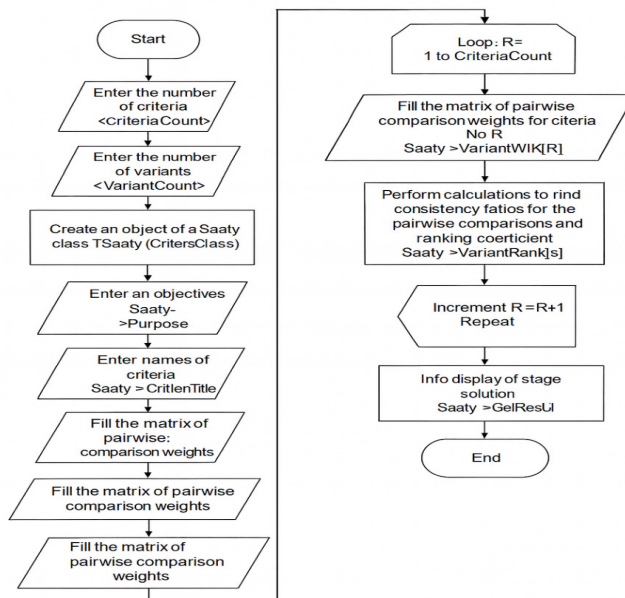 Start
Enter the number
of criteria
<CriteriaCount>
Enter the number
of variants
<VariantCount>
Create an object of a Saaty
class TSaaty (CritersClass)
Enter an objectives
Saaty-
>Purpose
Enter names of
criteria
Saaty > CritlenTitle
Fill the matrix of
pairwise:
comparison weights
Fill the matrix of pairwise
comparison weights
Fill the matrix of
pairwise comparison
weights
Loop: R=
1 to CriteriaCount
Fill the matrix of pairwise
comparison weights for citeria
No R
Saaty >VariantWIK[R]
Perform calculations to rind
consistency fatios for the
pairwise comparisons and
ranking coerticient
Saaty >VariantRank]s]
Increment R=R+1
Repeat
Info display of stage
solution
Saaty >GelResUl
End